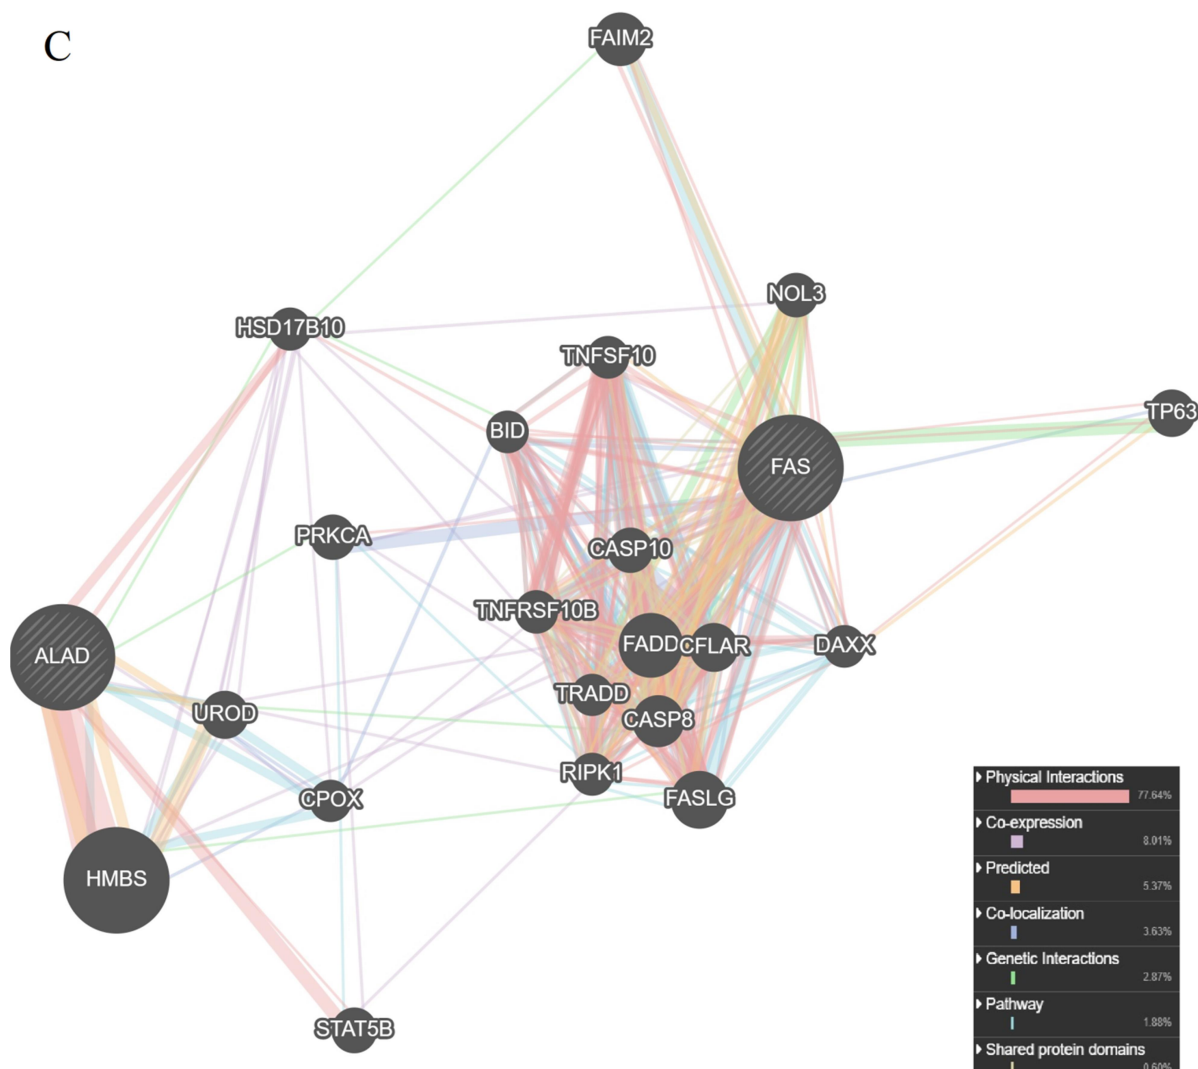 C
FAIM2
NOL3
HSD17B10
TNFSF10
TP63
BID
FAS
PRKCA
CASP10
TNFRSF10B
FADD
CFLAR
DAXX
ALAD
TRADD
UROD
CASP8
RIPK1
CPOX
FASLG
HMBS
STAT5B
Physical Interactions
77.64%
Co-expression
8.01%
Predicted
5.37%
Co-localization
3.63%
Genetic Interactions
2.87%
Pathway
1.88%
Shared protein domains
0.60%